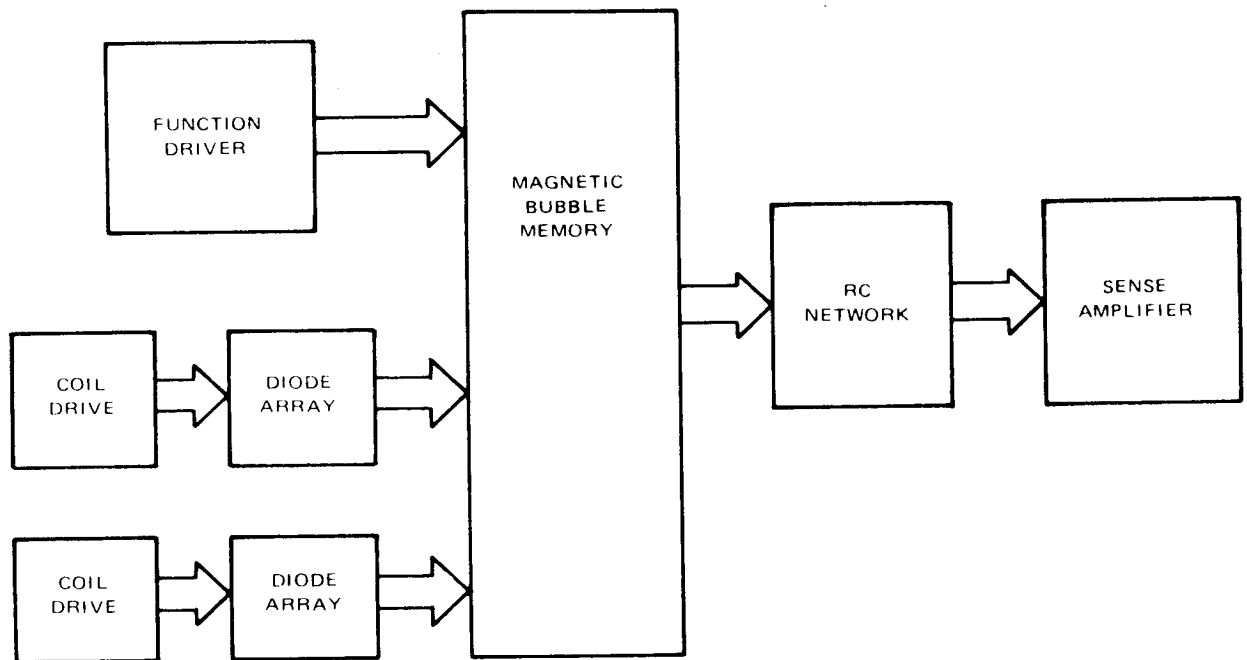 FUNCTION
DRIVER
MAGNETIC
BUBBLE
MEMORY
RC
NETWORK
SENSE
AMPLIFIER
COIL
DRIVE
DIODE
ARRAY
COIL
DRIVE
DIODE
ARRAY